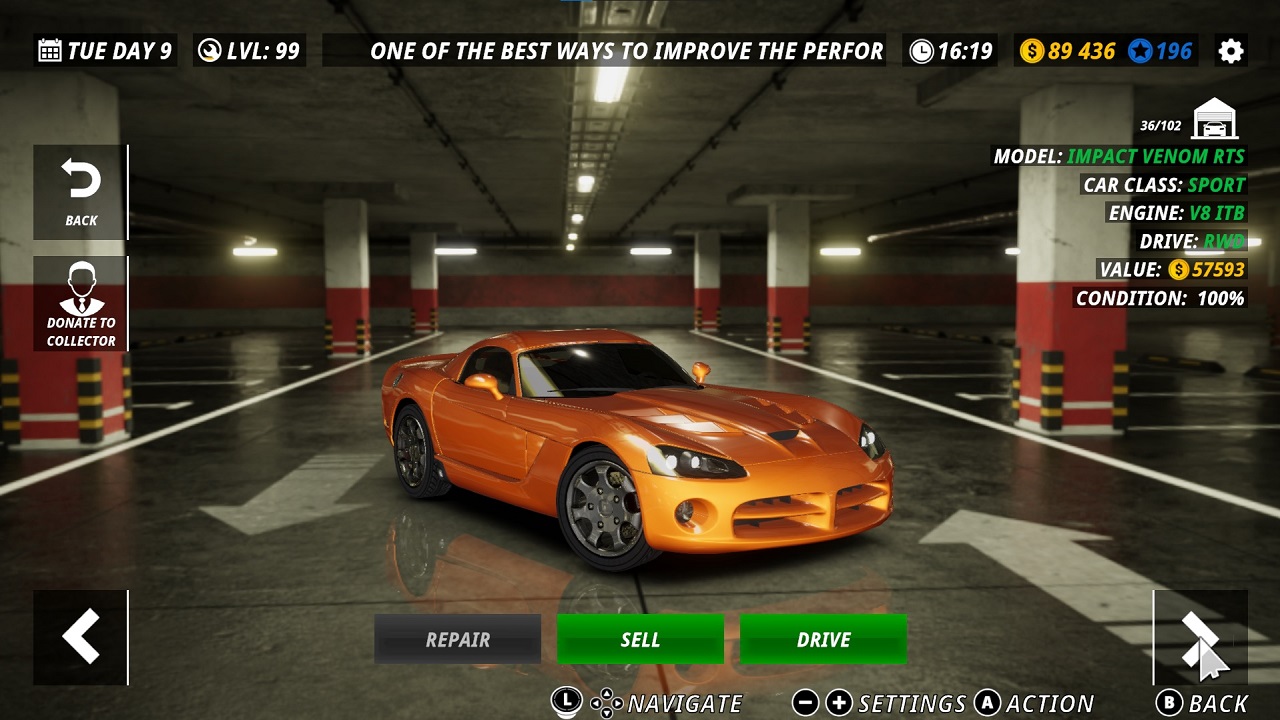 TUE DAY 9
LVL: 99
ONE OF THE BEST WAYS TO IMPROVE THE PERFOR
16:19
$ 89 436
196
36/102
MODEL: IMPACT VENOM RTS
CAR CLASS: SPORT
ENGINE: V8 ITB
DRIVE: RWD
VALUE: $ 57593
CONDITION: 100%
BACK
DONATE TO
COLLECTOR
REPAIR
SELL
DRIVE
L NAVIGATE
- + SETTINGS
A ACTION
B BACK